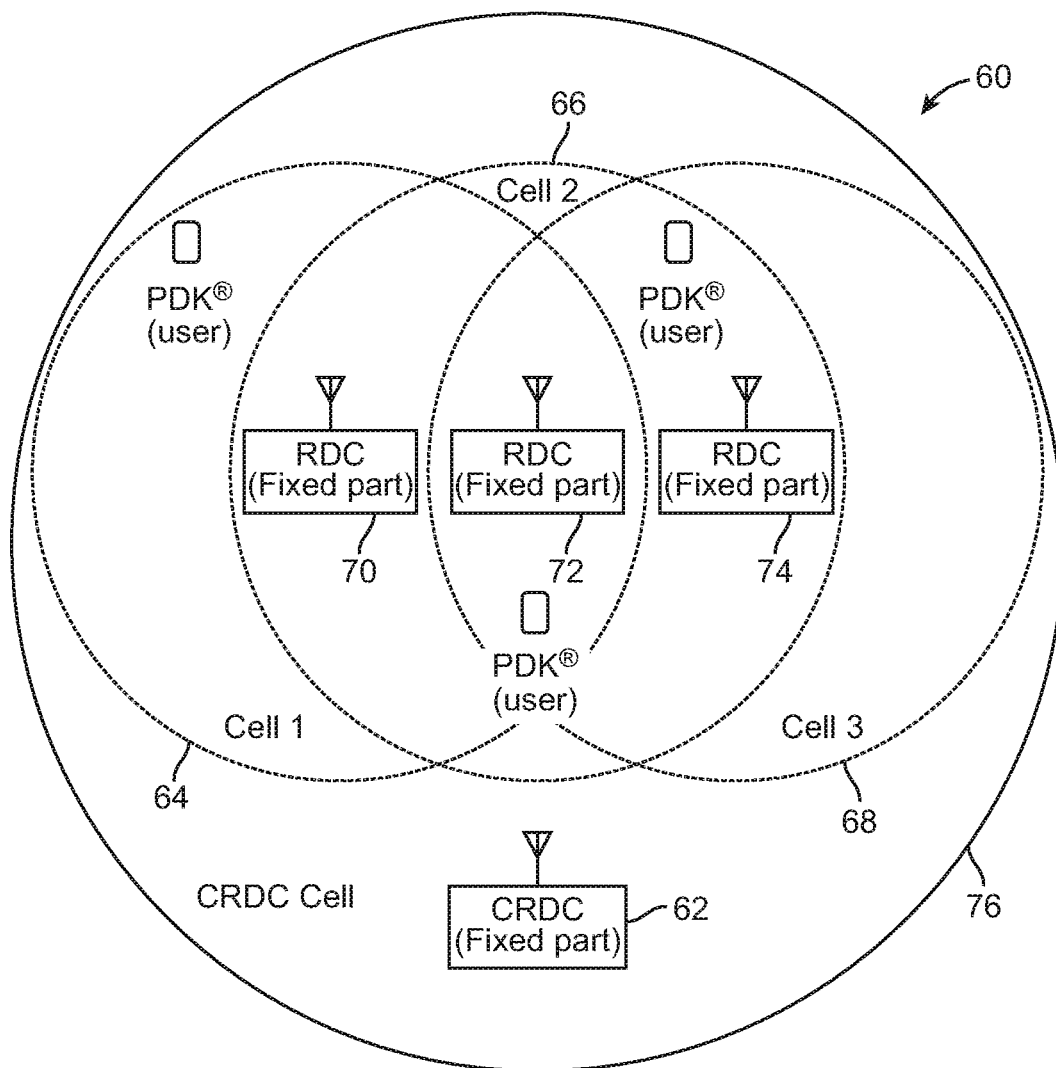 60
66
Cell 2
PDK®
(user)
PDK®
(user)
RDC
(Fixed part)
RDC
(Fixed part)
RDC
(Fixed part)
70
72
74
PDK®
(user)
Cell 1
Cell 3
64
68
CRDC Cell
CRDC
(Fixed part)
62
76